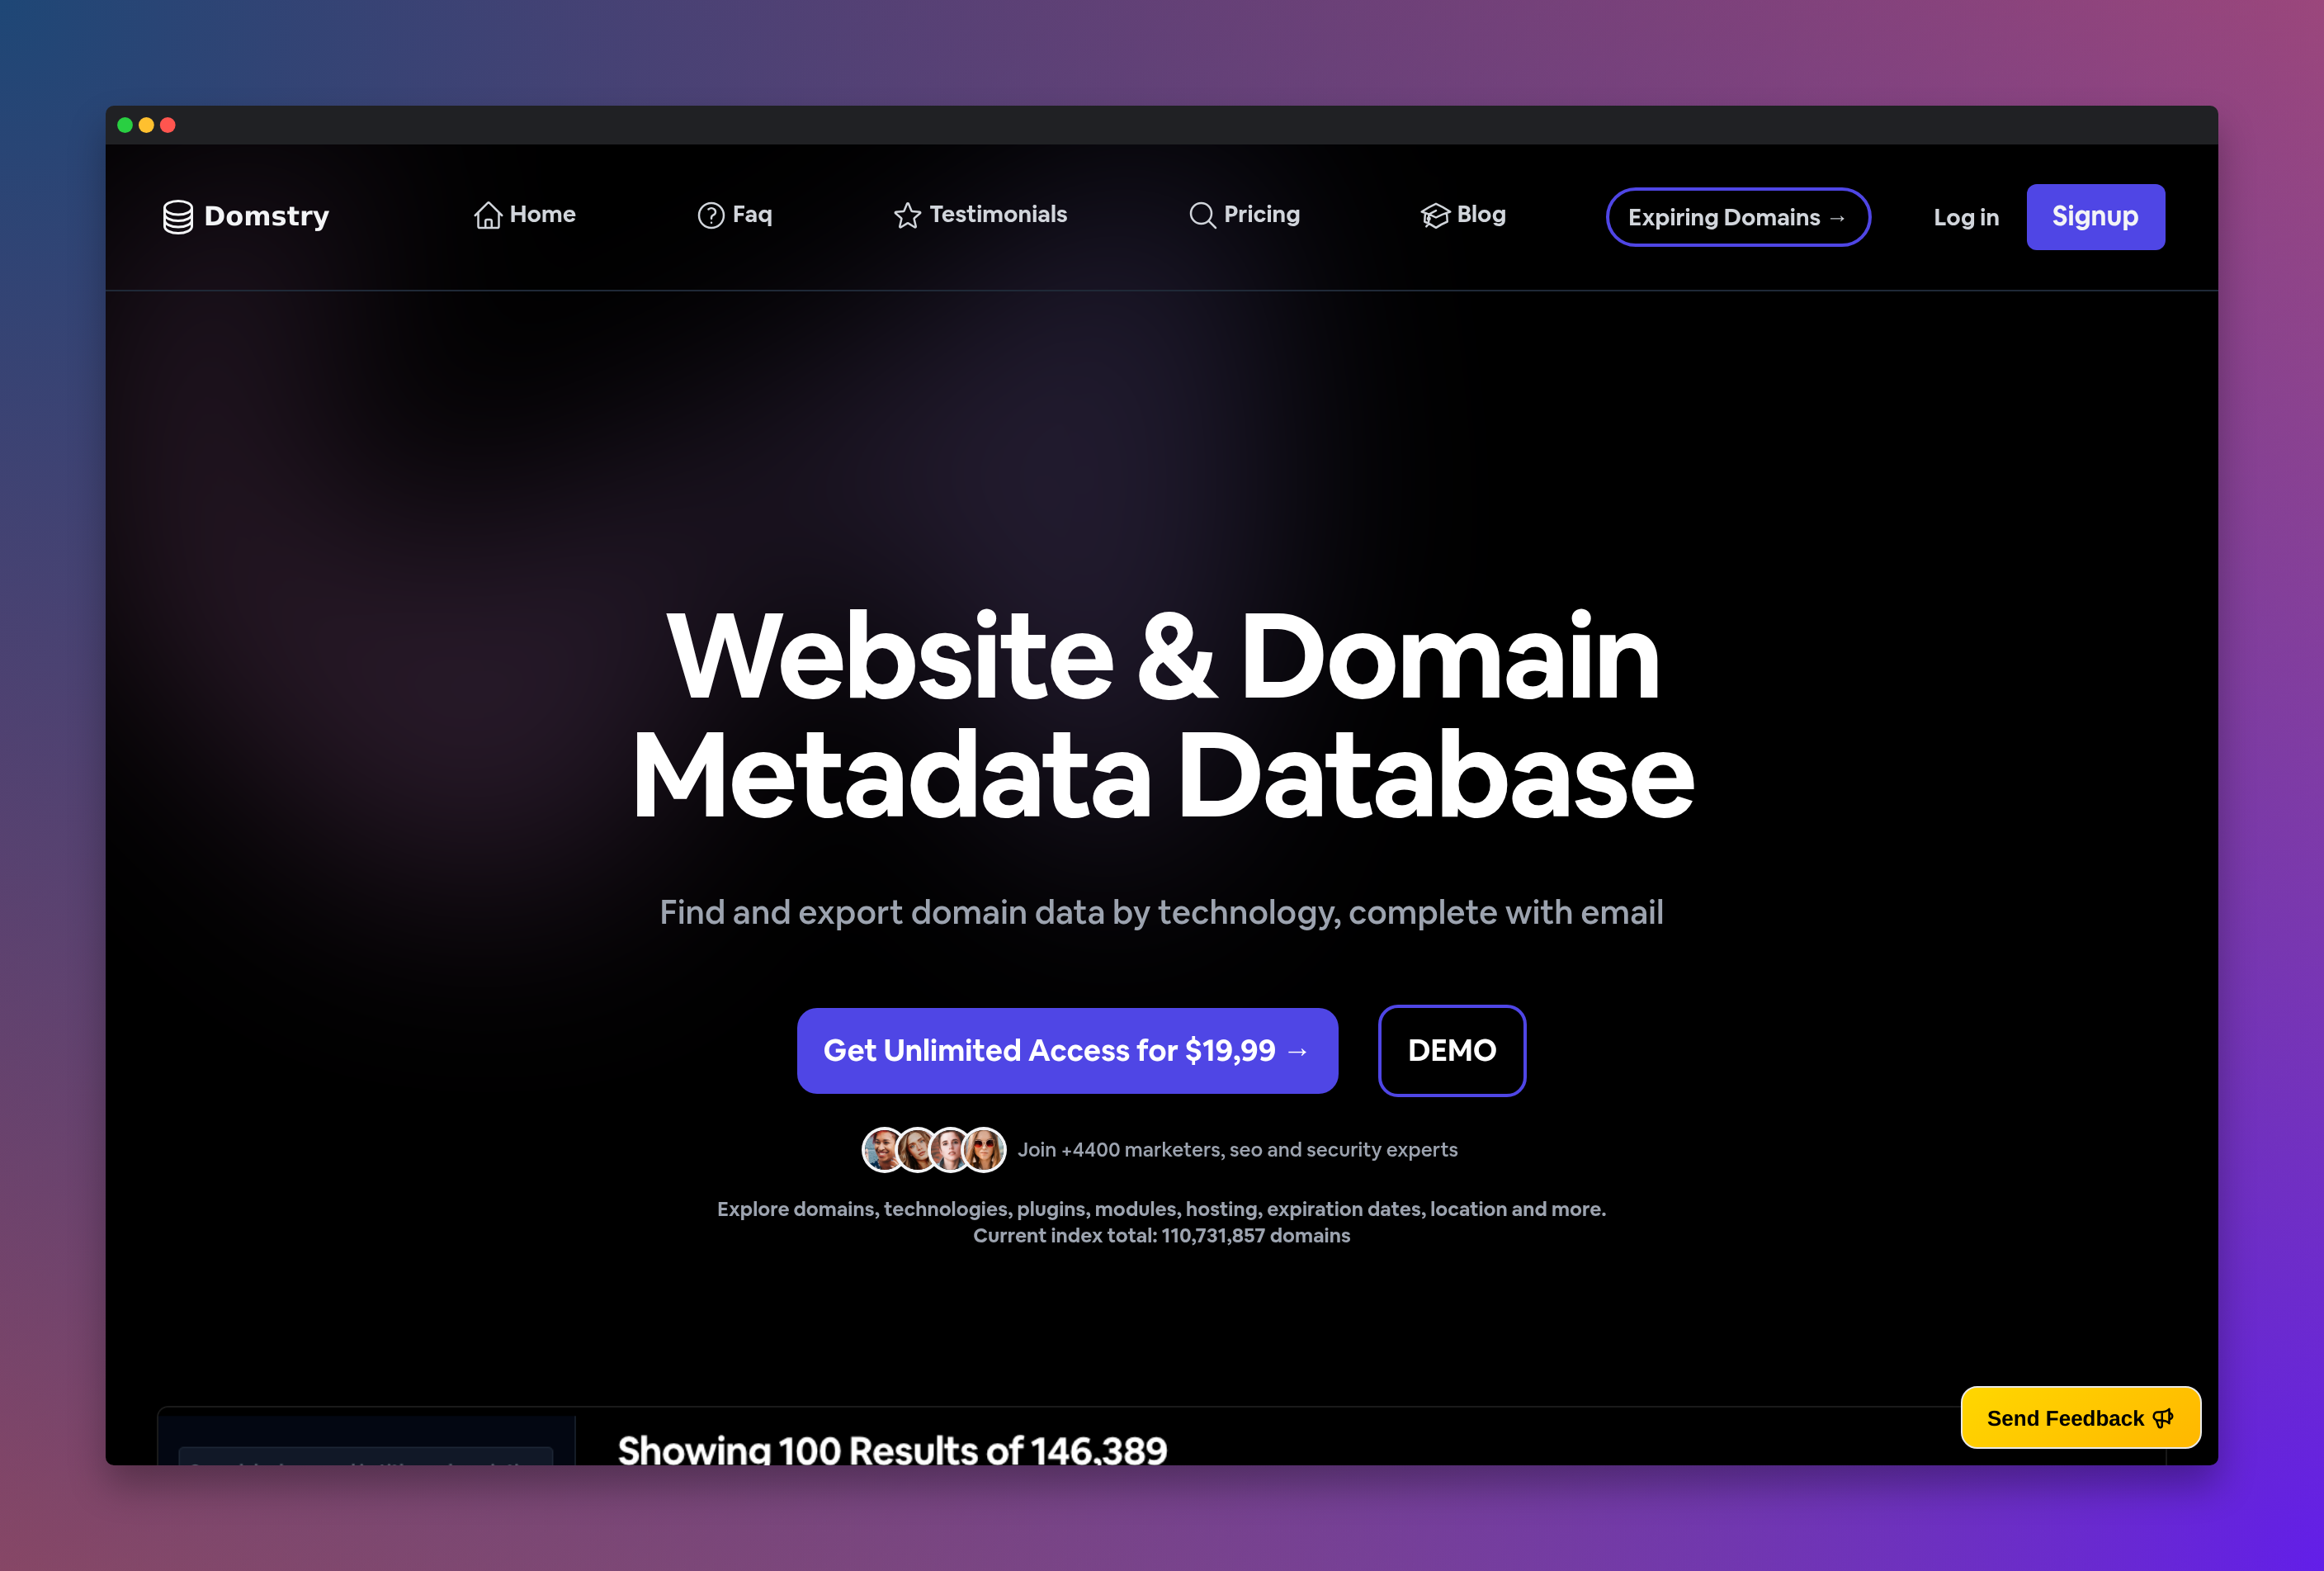 Domstry
Home
Faq
Testimonials
Pricing
Blog
Expiring Domains →
Log in
Signup
Website & Domain
Metadata Database
Find and export domain data by technology, complete with email
Get Unlimited Access for $19,99 →
DEMO
Join +4400 marketers, seo and security experts
Explore domains, technologies, plugins, modules, hosting, expiration dates, location and more.
Current index total: 110,731,857 domains
Showing 100 Results of 146,389
Send Feedback